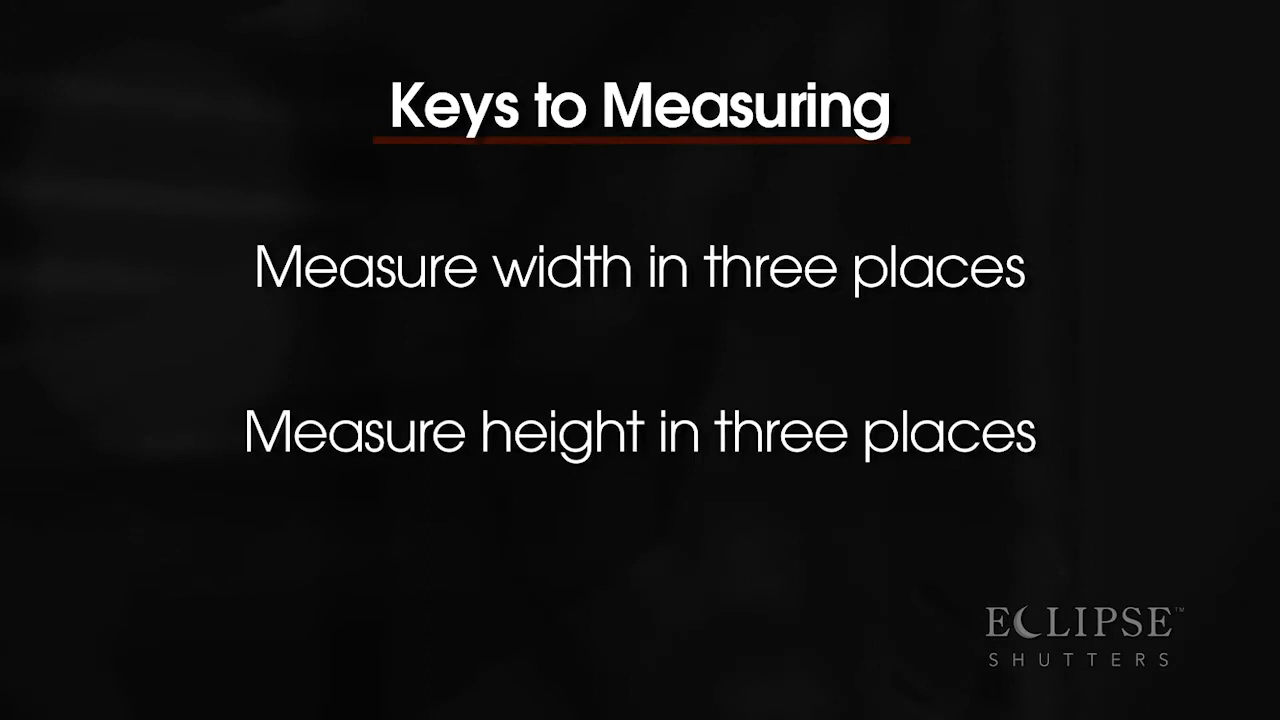 Keys to Measuring
Measure width in three places
Measure height in three places
ECLIPSE™
SHUTTERS